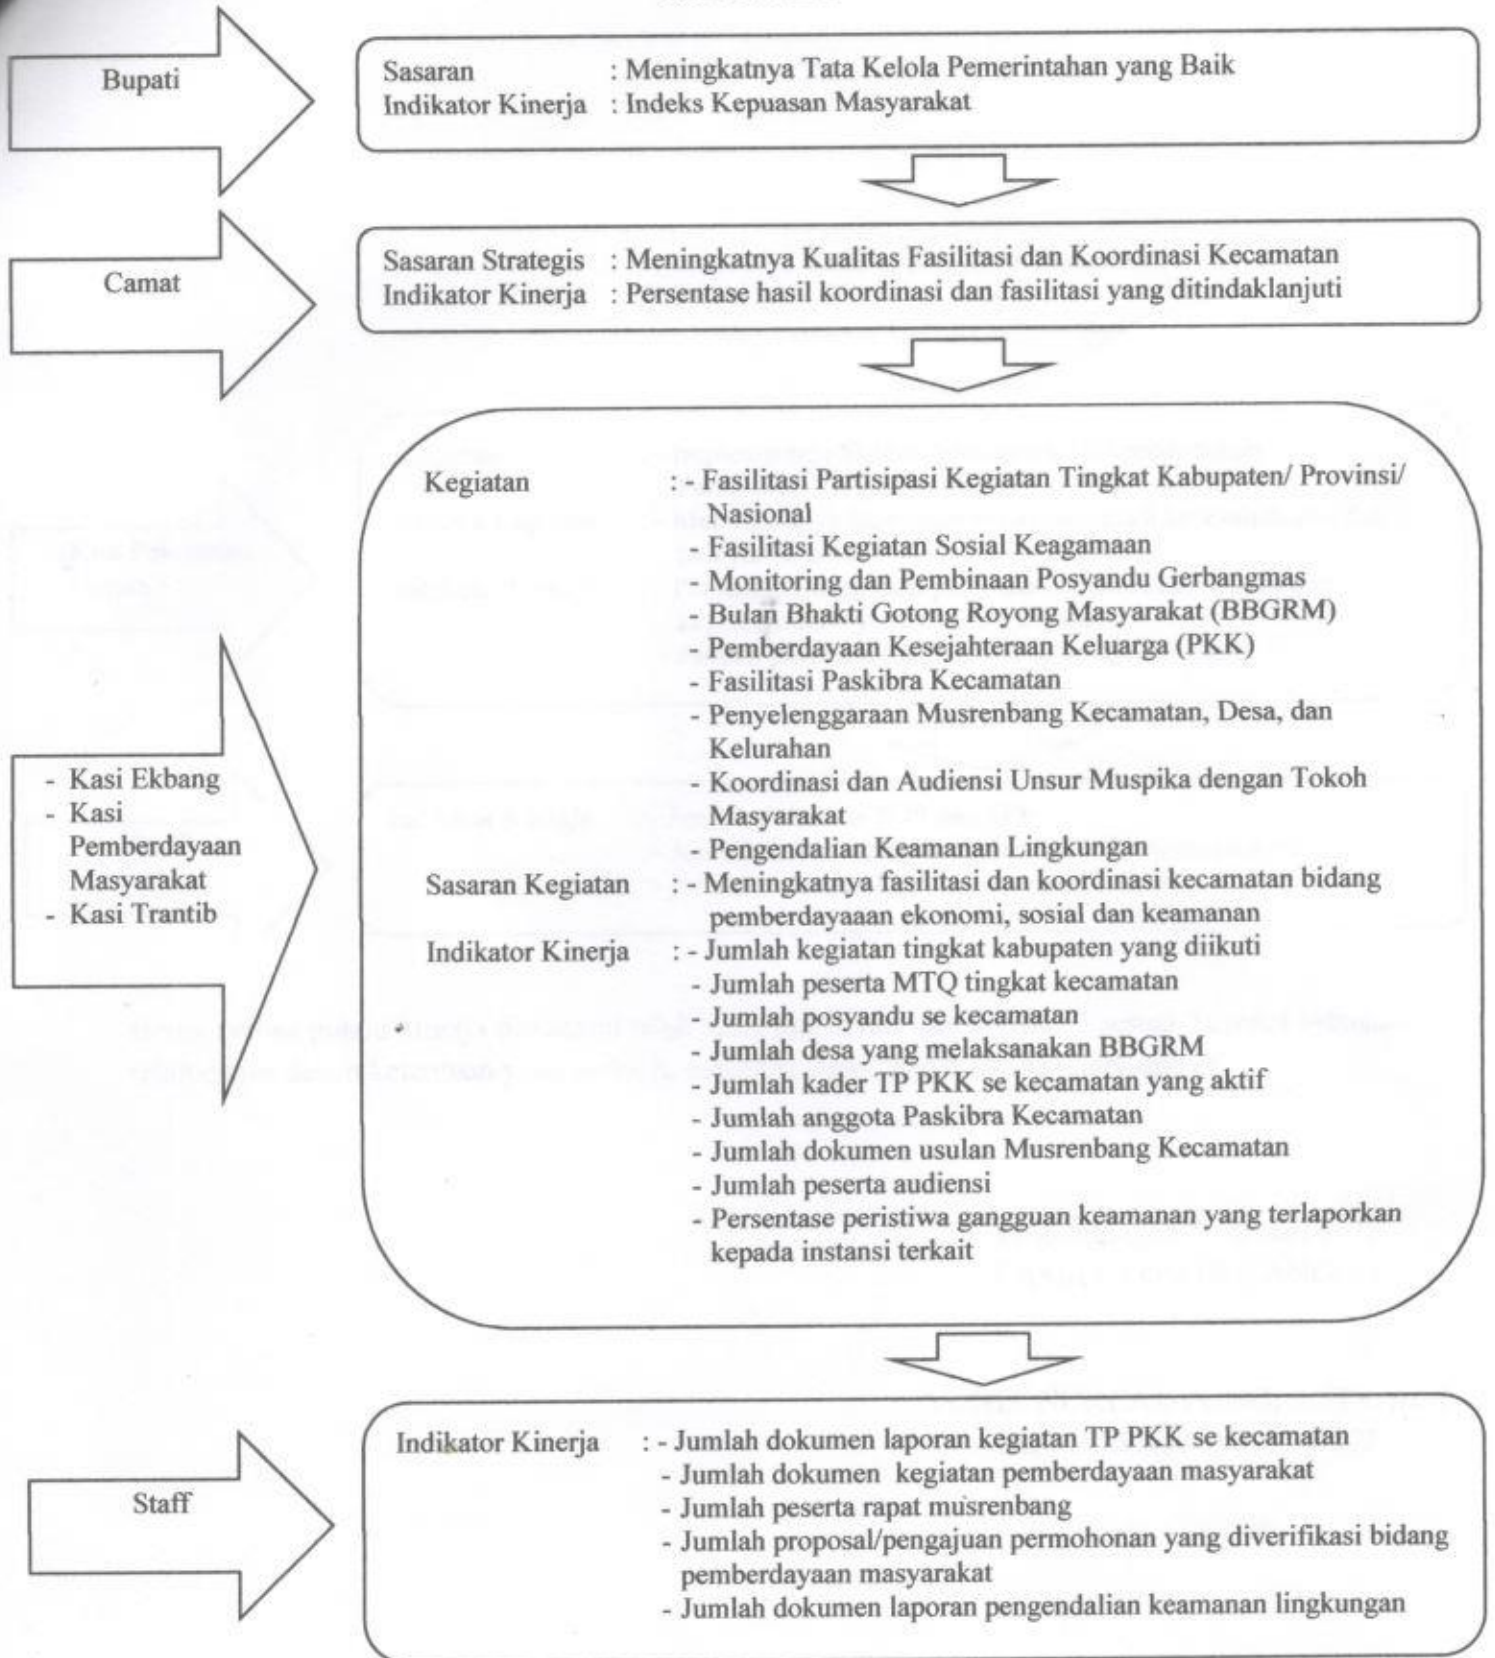 Bupati
Sasaran : Meningkatnya Tata Kelola Pemerintahan yang Baik
Indikator Kinerja : Indeks Kepuasan Masyarakat
Camat
Sasaran Strategis : Meningkatnya Kualitas Fasilitasi dan Koordinasi Kecamatan
Indikator Kinerja : Persentase hasil koordinasi dan fasilitasi yang ditindaklanjuti
- Kasi Ekbang
- Kasi
Pemberdayaan
Masyarakat
- Kasi Trantib
Kegiatan : - Fasilitasi Partisipasi Kegiatan Tingkat Kabupaten/ Provinsi/
Nasional
- Fasilitasi Kegiatan Sosial Keagamaan
- Monitoring dan Pembinaan Posyandu Gerbangmas
- Bulan Bhakti Gotong Royong Masyarakat (BBGRM)
- Pemberdayaan Kesejahteraan Keluarga (PKK)
- Fasilitasi Paskibra Kecamatan
- Penyelenggaraan Musrenbang Kecamatan, Desa, dan
Kelurahan
- Koordinasi dan Audiensi Unsur Muspika dengan Tokoh
Masyarakat
- Pengendalian Keamanan Lingkungan
Sasaran Kegiatan : - Meningkatnya fasilitasi dan koordinasi kecamatan bidang
pemberdayaaan ekonomi, sosial dan keamanan
Indikator Kinerja : - Jumlah kegiatan tingkat kabupaten yang diikuti
- Jumlah peserta MTQ tingkat kecamatan
- Jumlah posyandu se kecamatan
- Jumlah desa yang melaksanakan BBGRM
- Jumlah kader TP PKK se kecamatan yang aktif
- Jumlah anggota Paskibra Kecamatan
- Jumlah dokumen usulan Musrenbang Kecamatan
- Jumlah peserta audiensi
- Persentase peristiwa gangguan keamanan yang terlaporkan
kepada instansi terkait
Staff
Indikator Kinerja : - Jumlah dokumen laporan kegiatan TP PKK se kecamatan
- Jumlah dokumen kegiatan pemberdayaan masyarakat
- Jumlah peserta rapat musrenbang
- Jumlah proposal/pengajuan permohonan yang diverifikasi bidang
pemberdayaan masyarakat
- Jumlah dokumen laporan pengendalian keamanan lingkungan